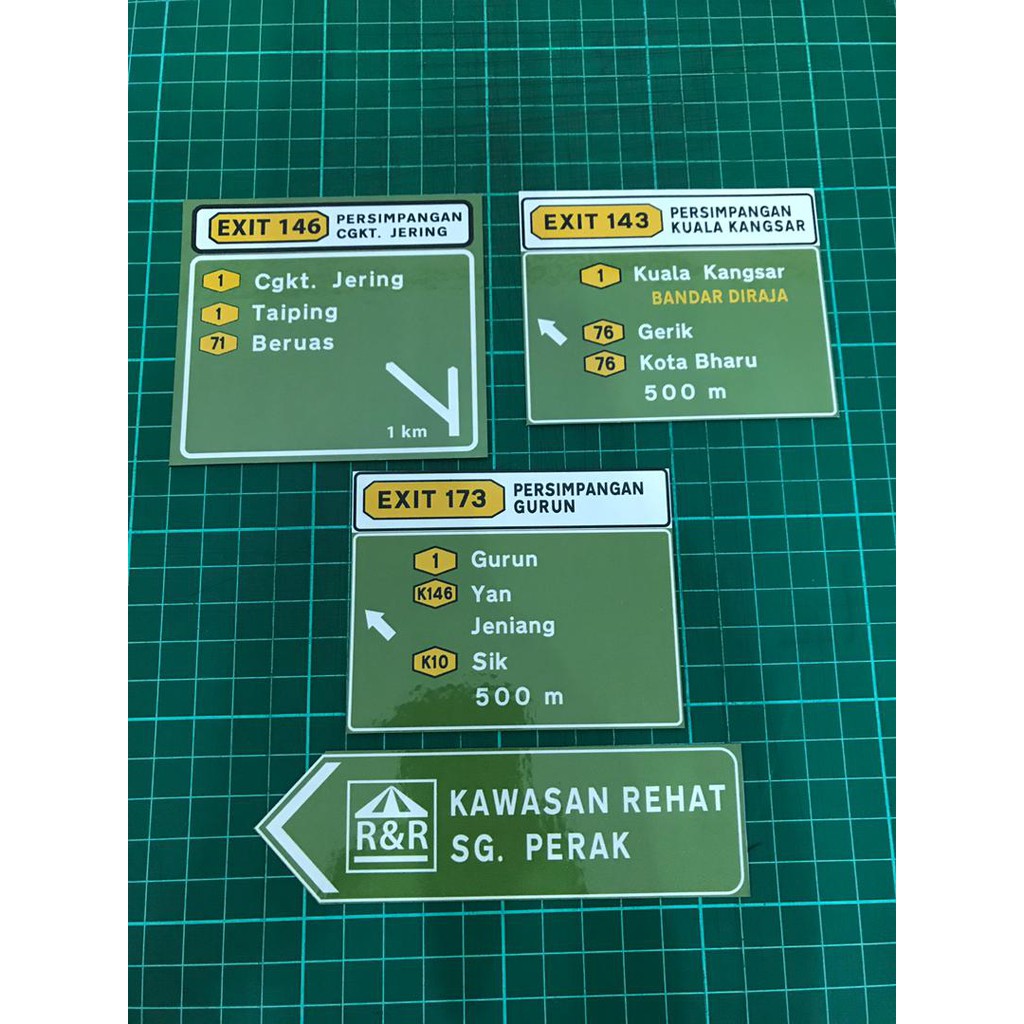 EXIT 146
PERSIMPANGAN
CGKT. JERING
1 Cgkt. Jering
1 Taiping
71 Beruas
1 km
EXIT 143
PERSIMPANGAN
KUALA KANGSAR
1 Kuala Kangsar
BANDAR DIRAJA
76 Gerik
76 Kota Bharu
500 m
EXIT 173
PERSIMPANGAN
GURUN
1 Gurun
K146 Yan
Jeniang
K10 Sik
500 m
R&R
KAWASAN REHAT
SG. PERAK